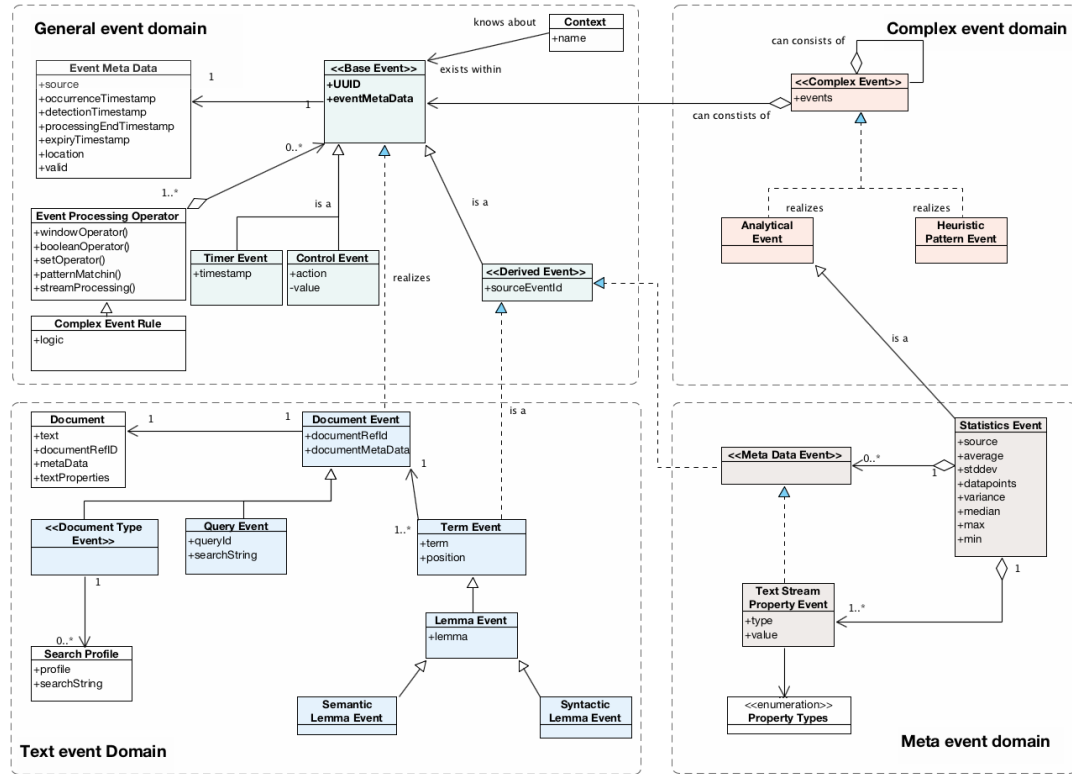 General event domain
Event Meta Data
+source
+occurrenceTimestamp
+detectionTimestamp
+processingEndTimestamp
+expiryTimestamp
+location
+valid
1
1
<<Base Event>>
+UUID
+eventMetaData
knows about
exists within
Context
+name
0..*
1..*
Event Processing Operator
+windowOperator()
+booleanOperator()
+setOperator()
+patternMatchin()
+streamProcessing()
Complex Event Rule
+logic
is a
Timer Event
+timestamp
Control Event
+action
-value
realizes
is a
<<Derived Event>>
+sourceEventId
Complex event domain
can consists of
<<Complex Event>>
+events
can consists of
realizes
realizes
Analytical
Event
Heuristic
Pattern Event
is a
Document
+text
+documentRefID
+metaData
+textProperties
1
1
Document Event
+documentRefId
+documentMetaData
is a
1
1..*
<<Document Type
Event>>
Query Event
+queryId
+searchString
Term Event
+term
+position
1
0..*
Search Profile
+profile
+searchString
Lemma Event
+lemma
Semantic
Lemma Event
Syntactic
Lemma Event
Text event Domain
<<Meta Data Event>>
0..*
1
Statistics Event
+source
+average
+stddev
+datapoints
+variance
+median
+max
+min
1
1..*
Text Stream
Property Event
+type
+value
<<enumeration>>
Property Types
Meta event domain